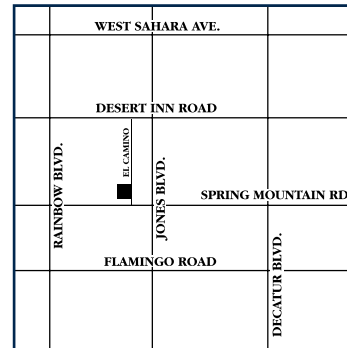 WEST SAHARA AVE.
DESERT INN ROAD
EL CAMINO
RAINBOW BLVD.
JONES BLVD.
SPRING MOUNTAIN RD
FLAMINGO ROAD
DECATUR BLVD.